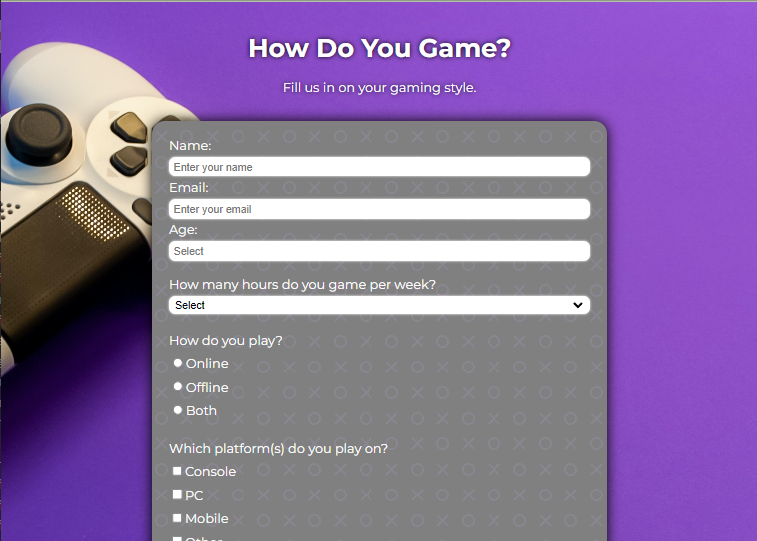 How Do You Game?
Fill us in on your gaming style.
Name:
Enter your name
Email:
Enter your email
Age:
Select
How many hours do you game per week?
Select
How do you play?
Online
Offline
Both
Which platform(s) do you play on?
Console
PC
Mobile
Other